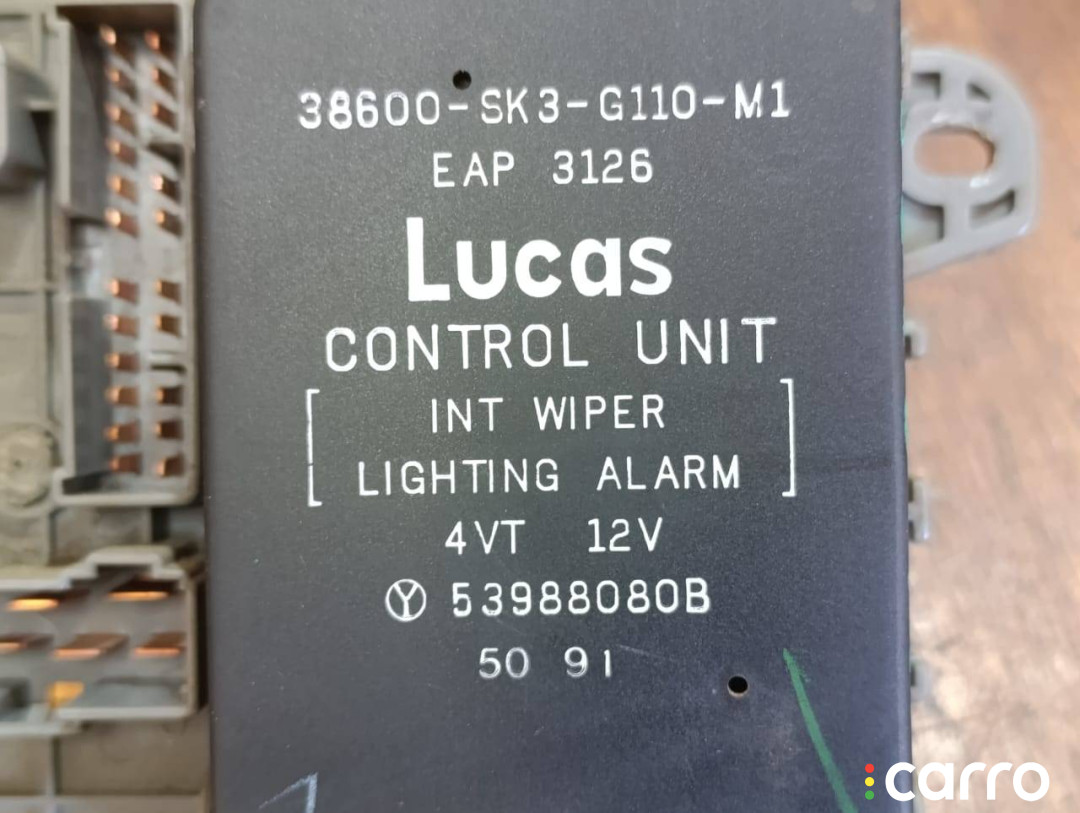 38600-SK3-G110-M1
EAP 3126
Lucas
CONTROL UNIT
INT WIPER
LIGHTING ALARM
4VT 12V
Y 53988080B
50 91
carro